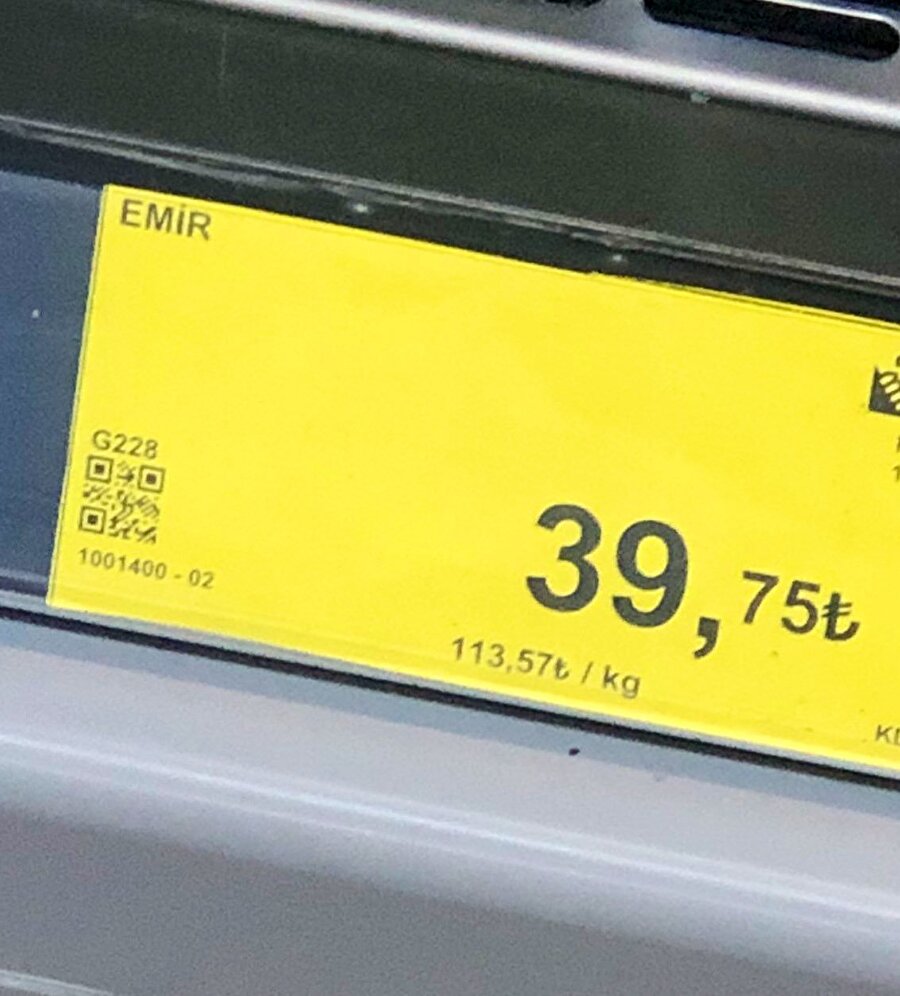 EMİR
G228
1001400 - 02
39,75₺
113,57₺ / kg